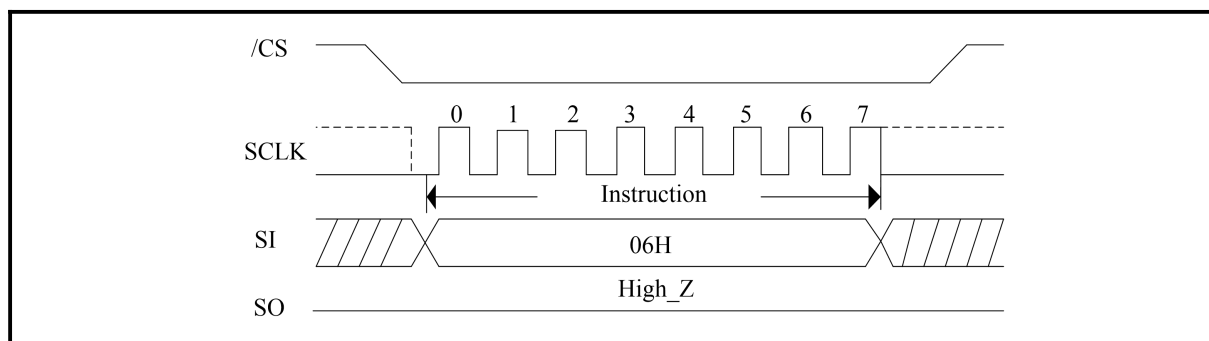 /CS
0 1 2 3 4 5 6 7
SCLK
Instruction
SI
06H
High_Z
SO